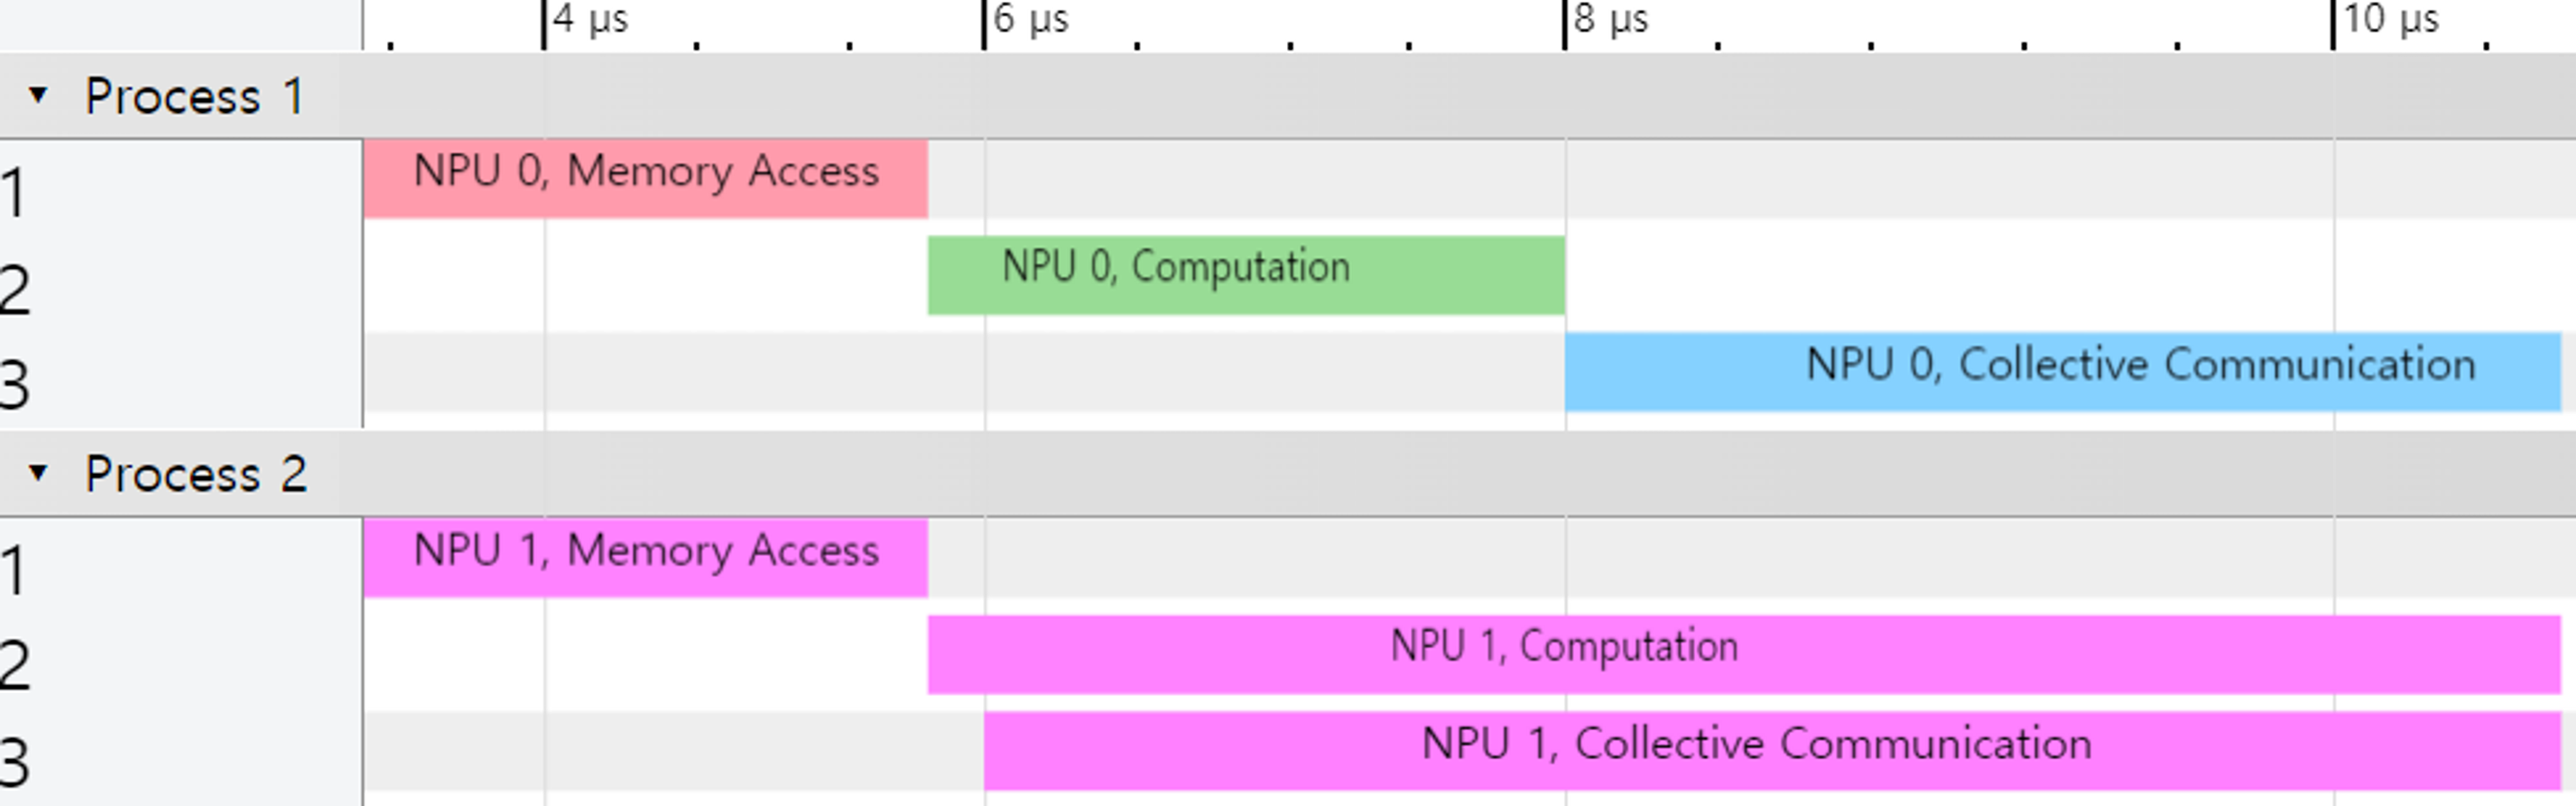 4 µs 6 µs 8 µs 10 µs
Process 1
1 NPU 0, Memory Access
2 NPU 0, Computation
3 NPU 0, Collective Communication
Process 2
1 NPU 1, Memory Access
2 NPU 1, Computation
3 NPU 1, Collective Communication